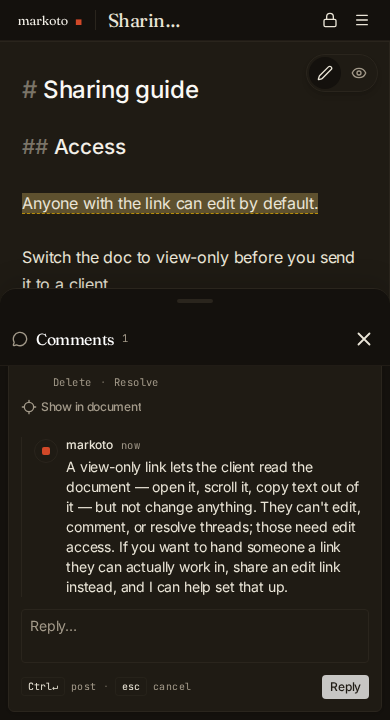 markoto Sharin...
# Sharing guide
## Access
Anyone with the link can edit by default.
Switch the doc to view-only before you send
it to a client
Comments 1
Delete · Resolve
Show in document
markoto now
A view-only link lets the client read the
document — open it, scroll it, copy text out of
it — but not change anything. They can't edit,
comment, or resolve threads; those need edit
access. If you want to hand someone a link
they can actually work in, share an edit link
instead, and I can help set that up.
Reply...
Ctrl↵ post · esc cancel
Reply